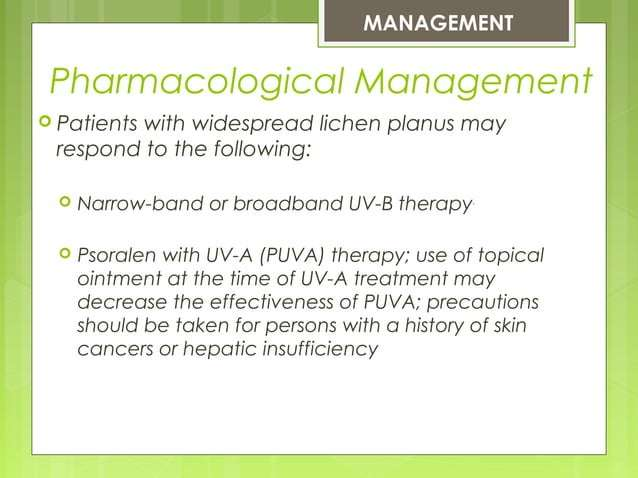 MANAGEMENT
Pharmacological Management
Patients with widespread lichen planus may
respond to the following:
Narrow-band or broadband UV-B therapy.
Psoralen with UV-A (PUVA) therapy; use of topical
ointment at the time of UV-A treatment may
decrease the effectiveness of PUVA; precautions
should be taken for persons with a history of skin
cancers or hepatic insufficiency